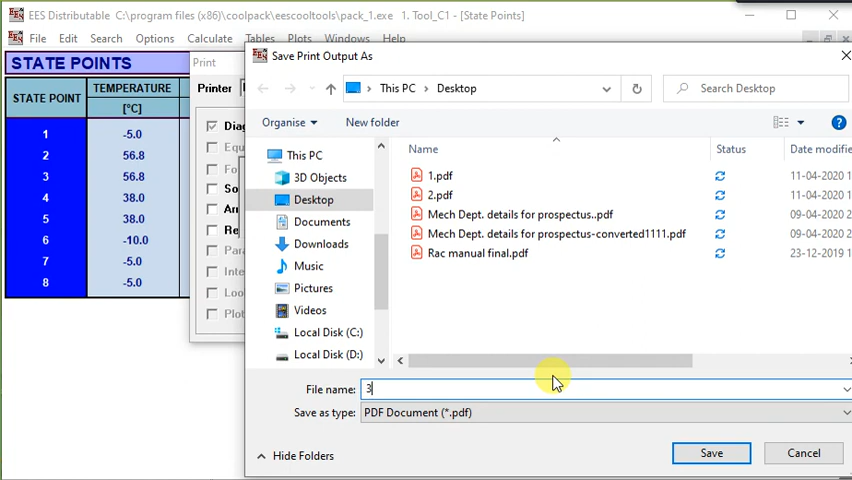 EES Distributable C:\program files (x86)\coolpack\eescooltools\pack_1.exe 1. Tool_C1 - [State Points]
File Edit Search Options Calculate Tables Plots Windows Help
STATE POINTS
STATE POINT TEMPERATURE
[°C]
1 -5.0
2 56.8
3 56.8
4 38.0
5 38.0
6 -10.0
7 -5.0
8 -5.0
Print
Printer
Save Print Output As
This PC > Desktop
Search Desktop
Organise New folder
This PC
3D Objects
Desktop
Documents
Downloads
Music
Pictures
Videos
Local Disk (C:)
Local Disk (D:)
Name Status Date modifie
1.pdf 11-04-2020 1
2.pdf 11-04-2020 1
Mech Dept. details for prospectus..pdf 09-04-2020 2
Mech Dept. details for prospectus-converted1111.pdf 09-04-2020 2
Rac manual final.pdf 23-12-2019 1
File name: 3
Save as type: PDF Document (*.pdf)
Hide Folders
Save Cancel